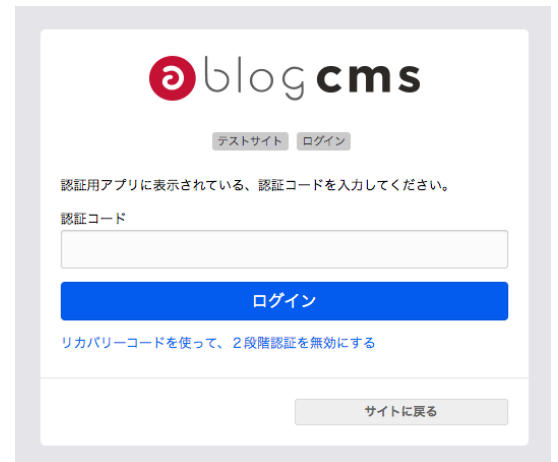 a blog cms
テストサイト ログイン
認証用アプリに表示されている、認証コードを入力してください。
認証コード
ログイン
リカバリーコードを使って、２段階認証を無効にする
サイトに戻る